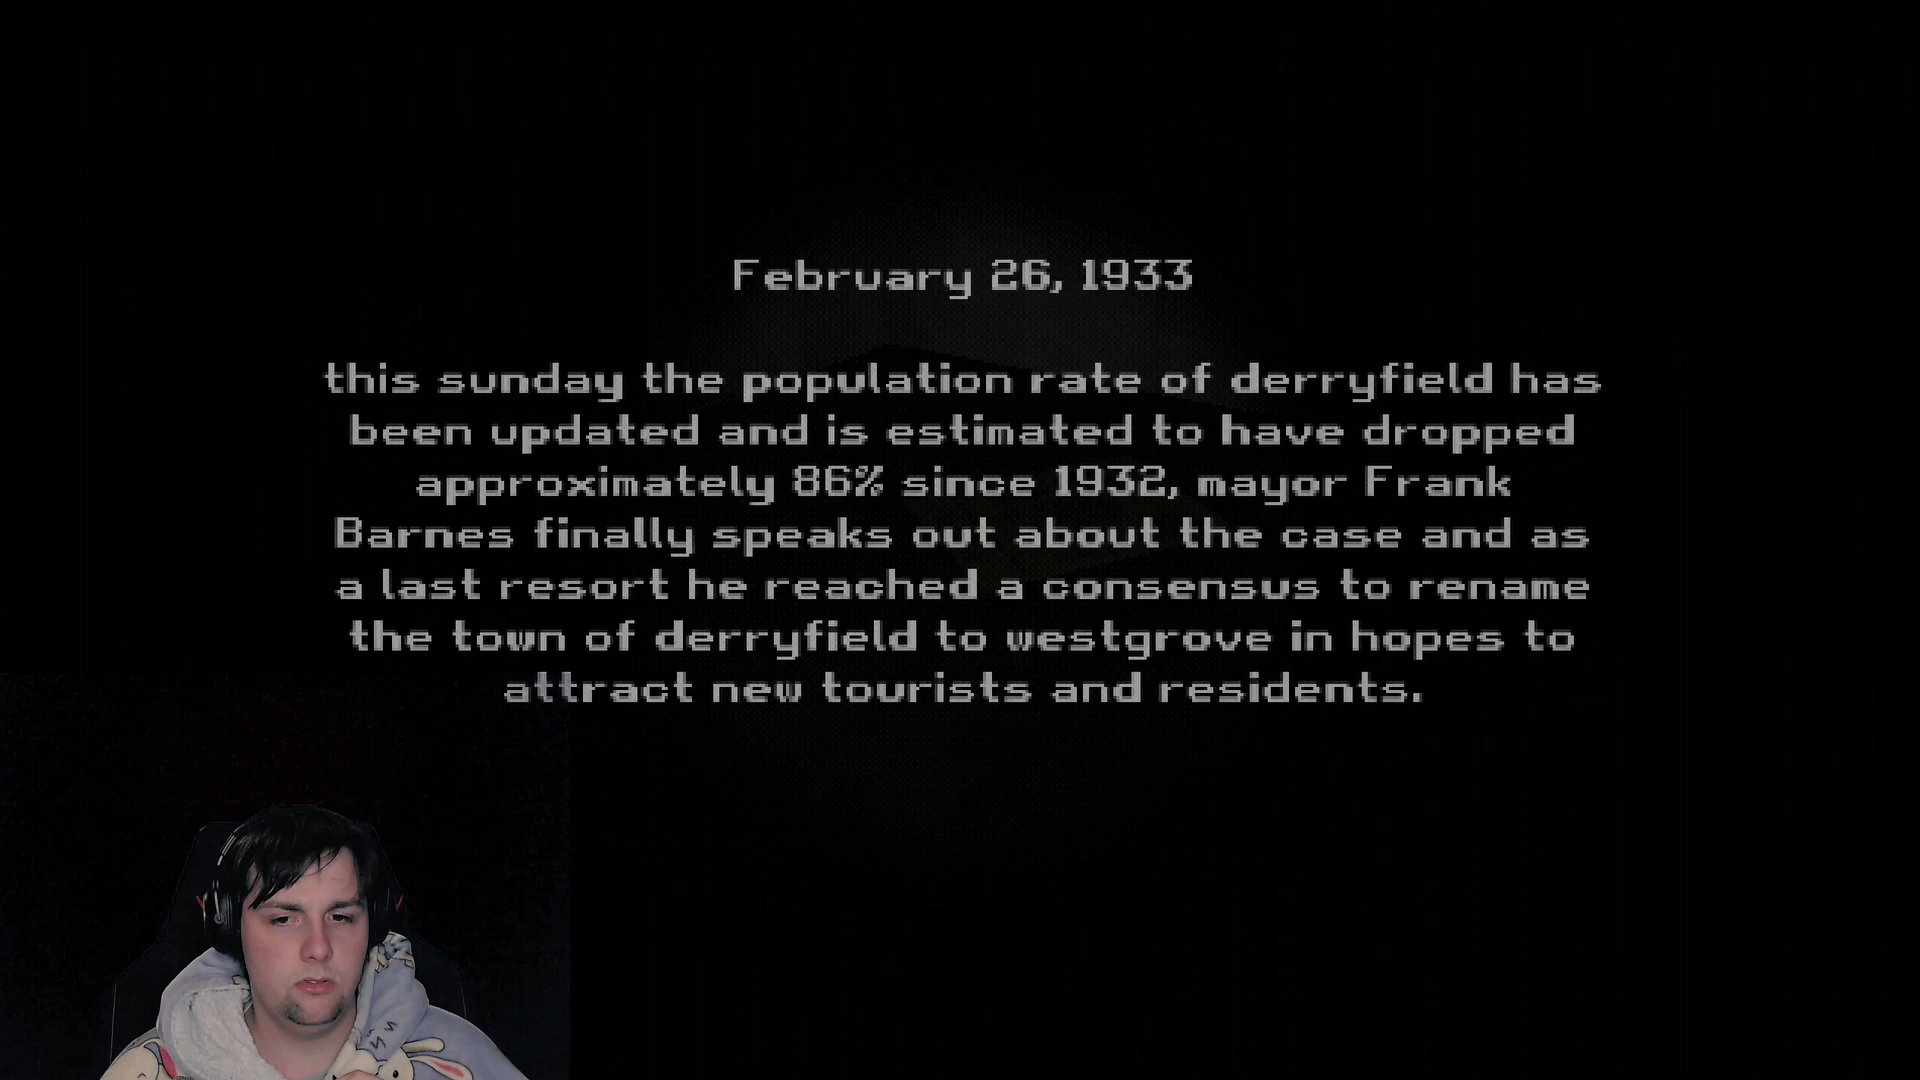 February 26, 1933
this sunday the population rate of derryfield has
been updated and is estimated to have dropped
approximately 86% since 1932, mayor Frank
Barnes finally speaks out about the case and as
a last resort he reached a consensus to rename
the town of derryfield to westgrove in hopes to
attract new tourists and residents.